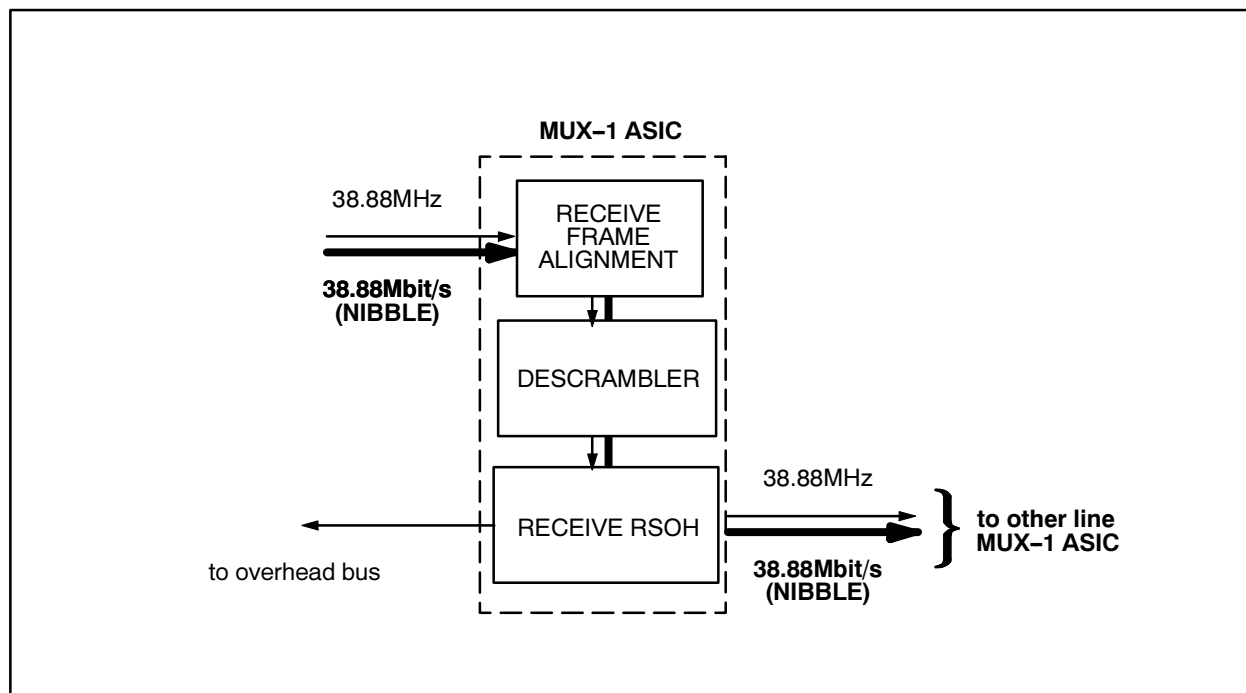 MUX–1 ASIC
38.88MHz
38.88Mbit/s
(NIBBLE)
RECEIVE
FRAME
ALIGNMENT
DESCRAMBLER
RECEIVE RSOH
to overhead bus
38.88MHz
38.88Mbit/s
(NIBBLE)
to other line
MUX–1 ASIC